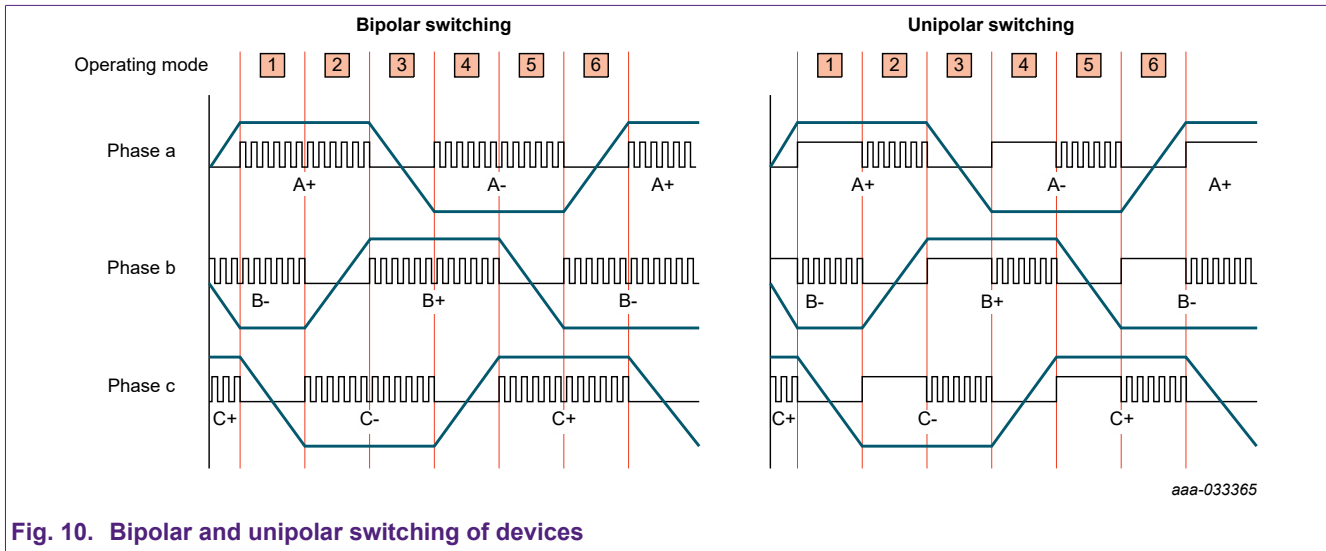 Bipolar switching
Unipolar switching
Operating mode
1 2 3 4 5 6
1 2 3 4 5 6
Phase a
A+ A- A+
A+ A- A+
Phase b
B- B+ B-
B- B+ B-
Phase c
C+ C- C+
C+ C- C+
aaa-033365
Fig. 10. Bipolar and unipolar switching of devices